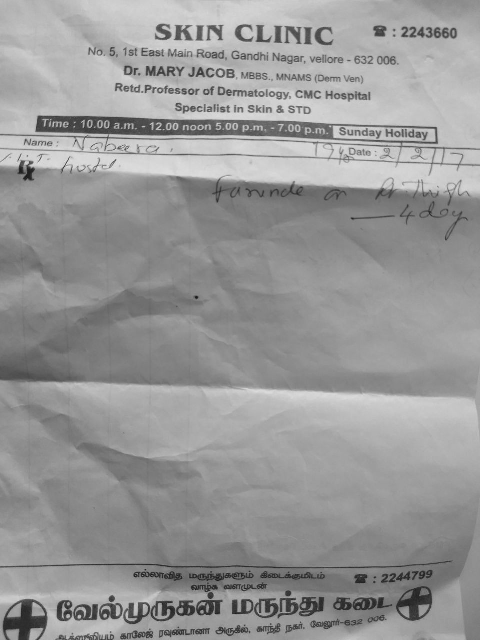 SKIN CLINIC ☎ : 2243660
No. 5, 1st East Main Road, Gandhi Nagar, vellore - 632 006.
Dr. MARY JACOB, MBBS., MNAMS (Derm Ven)
Retd.Professor of Dermatology, CMC Hospital
Specialist in Skin & STD
Time : 10.00 a.m. - 12.00 noon 5.00 p.m. - 7.00 p.m. Sunday Holiday
Name : Nabeera. 19 Date : 2/2/17
Hostel
Rx
on Rt. Thigh
— 4 day
எல்லாவித மருந்துகளும் கிடைக்குமிடம்
வாழ்க வளமுடன் ☎ : 2244799
வேல்முருகன் மருந்து கடை
ஆக்ஸீலியம் காலேஜ் ரவுண்டானா அருகில், காந்தி நகர், வேலூர்-632 006.